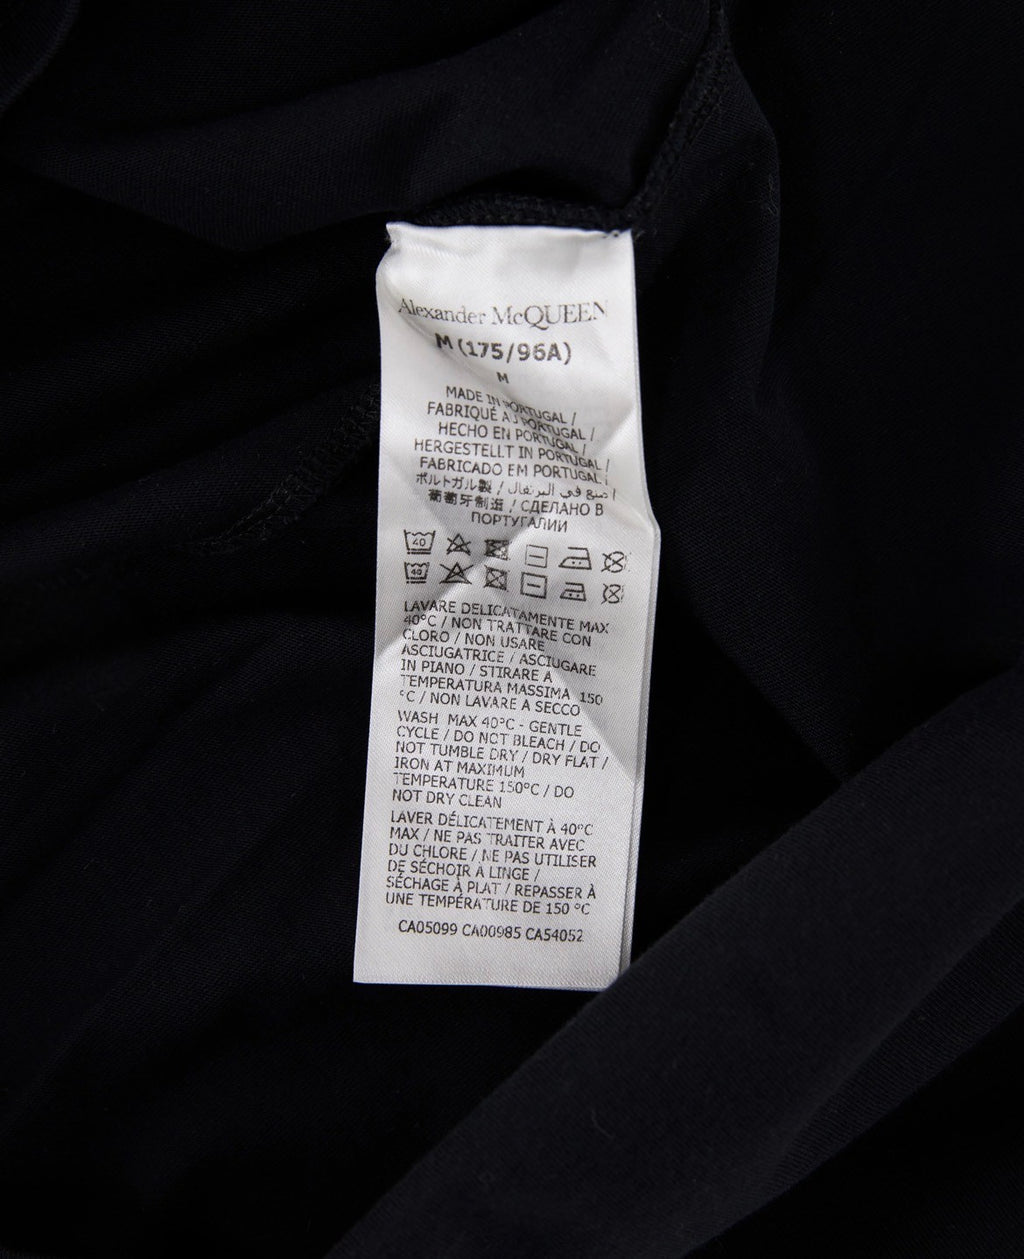 Alexander McQUEEN
M (175/96A)
M
MADE IN PORTUGAL /
FABRIQUÉ AU PORTUGAL /
HECHO EN PORTUGAL /
HERGESTELLT IN PORTUGAL /
FABRICADO EM PORTUGAL /
ポルトガル製 / صنع في البرتغال /
葡萄牙制造 / СДЕЛАНО В
ПОРТУГАЛИИ
40
40
LAVARE DELICATAMENTE MAX
40°C / NON TRATTARE CON
CLORO / NON USARE
ASCIUGATRICE / ASCIUGARE
IN PIANO / STIRARE A
TEMPERATURA MASSIMA 150
°C / NON LAVARE A SECCO
WASH MAX 40°C - GENTLE
CYCLE / DO NOT BLEACH / DO
NOT TUMBLE DRY / DRY FLAT /
IRON AT MAXIMUM
TEMPERATURE 150°C / DO
NOT DRY CLEAN
LAVER DÉLICATEMENT À 40°C
MAX / NE PAS TRAITER AVEC
DU CHLORE / NE PAS UTILISER
DE SÉCHOIR À LINGE /
SÉCHAGE À PLAT / REPASSER À
UNE TEMPÉRATURE DE 150 °C
CA05099 CA00985 CA54052